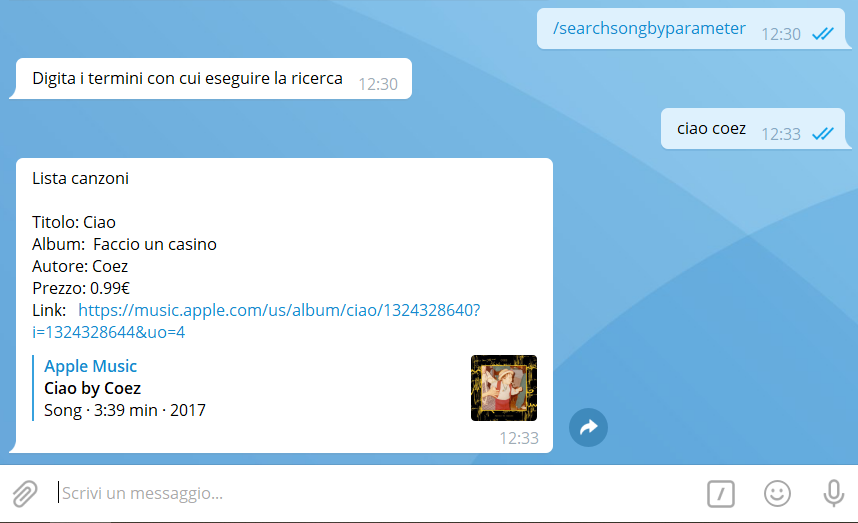 /searchsongbyparameter 12:30
Digita i termini con cui eseguire la ricerca 12:30
ciao coez 12:33
Lista canzoni
Titolo: Ciao
Album: Faccio un casino
Autore: Coez
Prezzo: 0.99€
Link: https://music.apple.com/us/album/ciao/1324328640?
i=1324328644&uo=4
Apple Music
Ciao by Coez
Song · 3:39 min · 2017
12:33
Scrivi un messaggio...